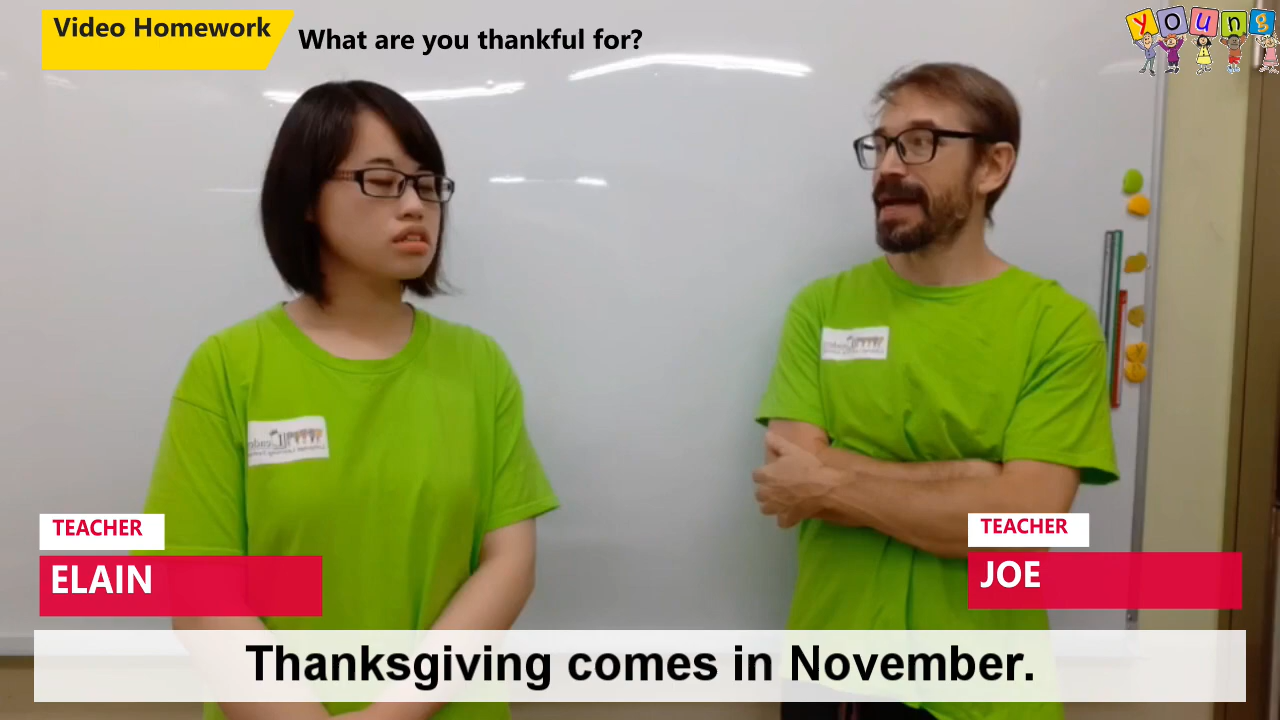 Video Homework
What are you thankful for?
Young
TEACHER
ELAIN
TEACHER
JOE
Thanksgiving comes in November.